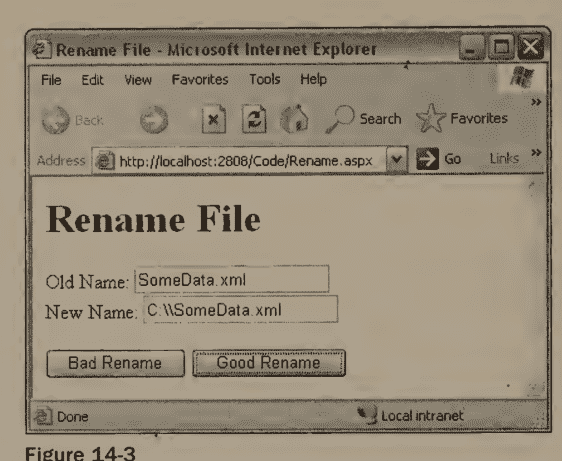 Rename File - Microsoft Internet Explorer
File Edit View Favorites Tools Help
Back Search Favorites »
Address http://localhost:2808/Code/Rename.aspx Go Links »
Rename File
Old Name: SomeData.xml
New Name: C:\\SomeData.xml
Bad Rename Good Rename
Done Local intranet
Figure 14-3